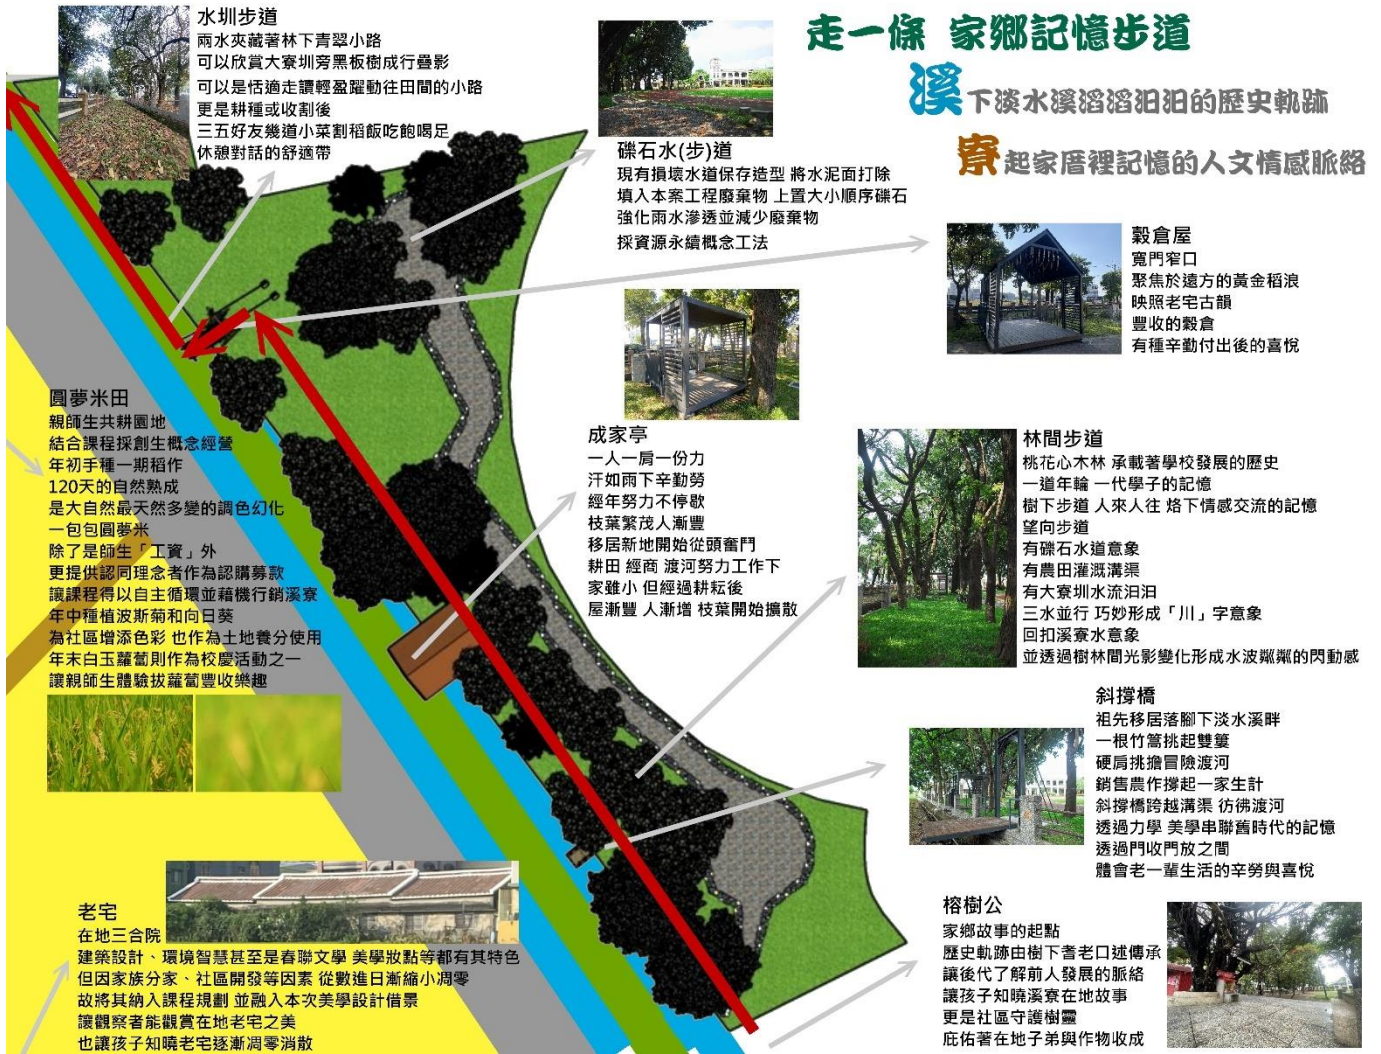 走一條 家鄉記憶步道
溪下淡水溪滔滔汩汩的歷史軌跡
寮起家厝裡記憶的人文情感脈絡
水圳步道
兩水夾藏著林下青翠小路
可以欣賞大寮圳旁黑板樹成行疊影
可以是恬適走讀輕盈躍動往田間的小路
更是耕種或收割後
三五好友幾道小菜割稻飯吃飽喝足
休憩對話的舒適帶
礫石水(步)道
現有損壞水道保存造型 將水泥面打除
填入本案工程廢棄物 上置大小順序礫石
強化雨水滲透並減少廢棄物
採資源永續概念工法
穀倉屋
寬門窄口
聚焦於遠方的黃金稻浪
映照老宅古韻
豐收的穀倉
有種辛勤付出後的喜悅
圓夢米田
親師生共耕園地
結合課程採創生概念經營
年初手種一期稻作
120天的自然熟成
是大自然最天然多變的調色幻化
一包包圓夢米
除了是師生「工資」外
更提供認同理念者作為認購募款
讓課程得以自主循環並藉機行銷溪寮
年中種植波斯菊和向日葵
為社區增添色彩 也作為土地養分使用
年末白玉蘿蔔則作為校慶活動之一
讓親師生體驗拔蘿蔔豐收樂趣
成家亭
一人一肩一份力
汗如雨下辛勤勞
經年努力不停歇
枝葉繁茂人漸豐
移居新地開始從頭奮鬥
耕田 經商 渡河努力工作下
家雖小 但經過耕耘後
屋漸豐 人漸增 枝葉開始擴散
林間步道
桃花心木林 承載著學校發展的歷史
一道年輪 一代學子的記憶
樹下步道 人來人往 烙下情感交流的記憶
望向步道
有礫石水道意象
有農田灌溉溝渠
有大寮圳水流汩汩
三水並行 巧妙形成「川」字意象
回扣溪寮水意象
並透過樹林間光影變化形成水波粼粼的閃動感
斜撐橋
祖先移居落腳下淡水溪畔
一根竹篙挑起雙簍
硬肩挑擔冒險渡河
銷售農作撐起一家生計
斜撐橋跨越溝渠 彷彿渡河
透過力學 美學串聯舊時代的記憶
透過門收門放之間
體會老一輩生活的辛勞與喜悅
老宅
在地三合院
建築設計、環境智慧甚至是春聯文學 美學妝點等都有其特色
但因家族分家、社區開發等因素 從數進日漸縮小凋零
故將其納入課程規劃 並融入本次美學設計借景
讓觀察者能觀賞在地老宅之美
也讓孩子知曉老宅逐漸凋零消散
榕樹公
家鄉故事的起點
歷史軌跡由樹下耆老口述傳承
讓後代了解前人發展的脈絡
讓孩子知曉溪寮在地故事
更是社區守護樹靈
庇佑著在地子弟與作物收成